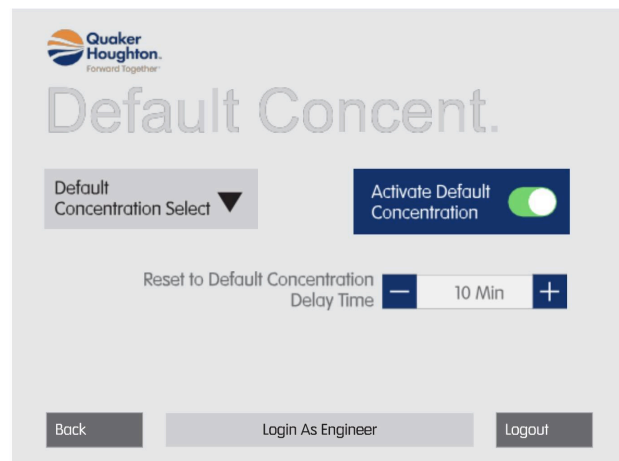 Quaker
Houghton.
Forward Together™
Default Concent.
Default
Concentration Select
Activate Default
Concentration
Reset to Default Concentration
Delay Time
— 10 Min +
Back
Login As Engineer
Logout